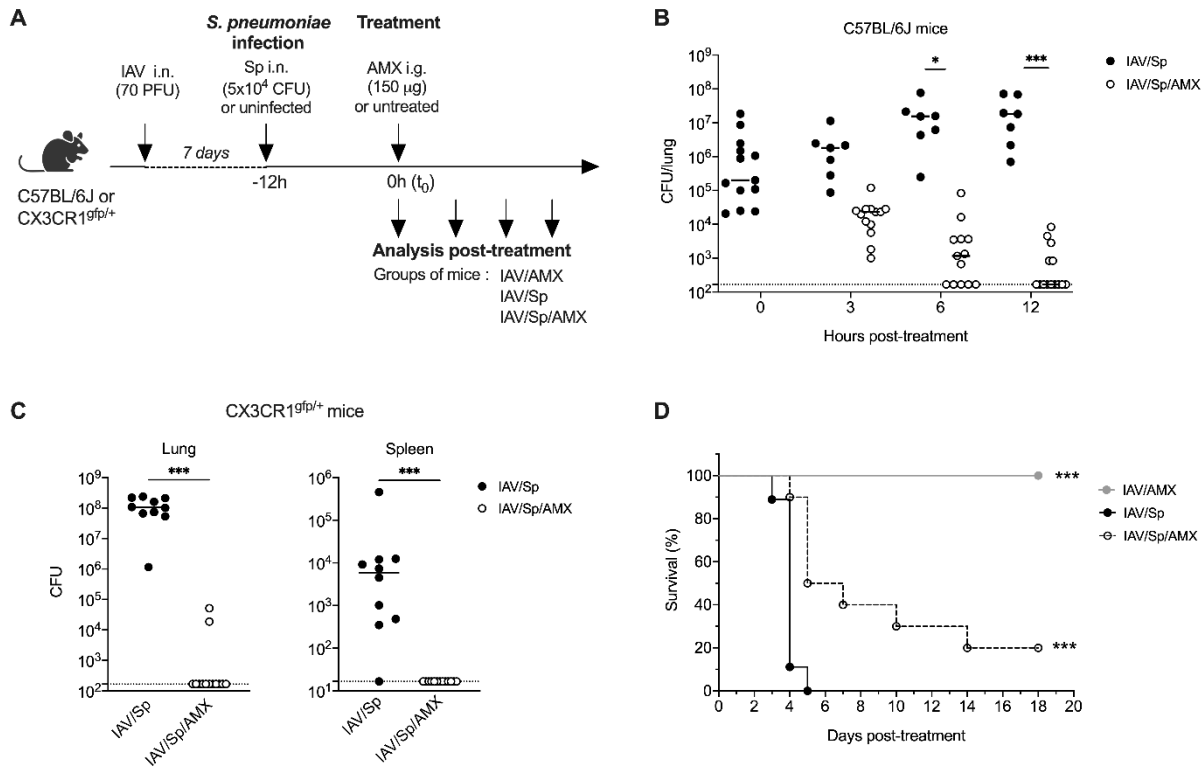 A
S. pneumoniae
infection
Treatment
IAV i.n.
(70 PFU)
Sp i.n.
(5x10⁴ CFU)
or uninfected
AMX i.g.
(150 µg)
or untreated
7 days
-12h
0h (t₀)
C57BL/6J or
CX3CR1ᵍᶠᵖ/⁺
Analysis post-treatment
Groups of mice : IAV/AMX
IAV/Sp
IAV/Sp/AMX
B
C57BL/6J mice
* ***
IAV/Sp
IAV/Sp/AMX
CFU/lung
10⁹
10⁸
10⁷
10⁶
10⁵
10⁴
10³
10²
0 3 6 12
Hours post-treatment
C
CX3CR1ᵍᶠᵖ/⁺ mice
Lung
***
CFU
10⁹
10⁸
10⁷
10⁶
10⁵
10⁴
10³
10²
IAV/Sp
IAV/Sp/AMX
Spleen
***
10⁶
10⁵
10⁴
10³
10²
10¹
IAV/Sp
IAV/Sp/AMX
IAV/Sp
IAV/Sp/AMX
D
Survival (%)
100
80
60
40
20
0
0 2 4 6 8 10 12 14 16 18 20
Days post-treatment
***
***
IAV/AMX
IAV/Sp
IAV/Sp/AMX